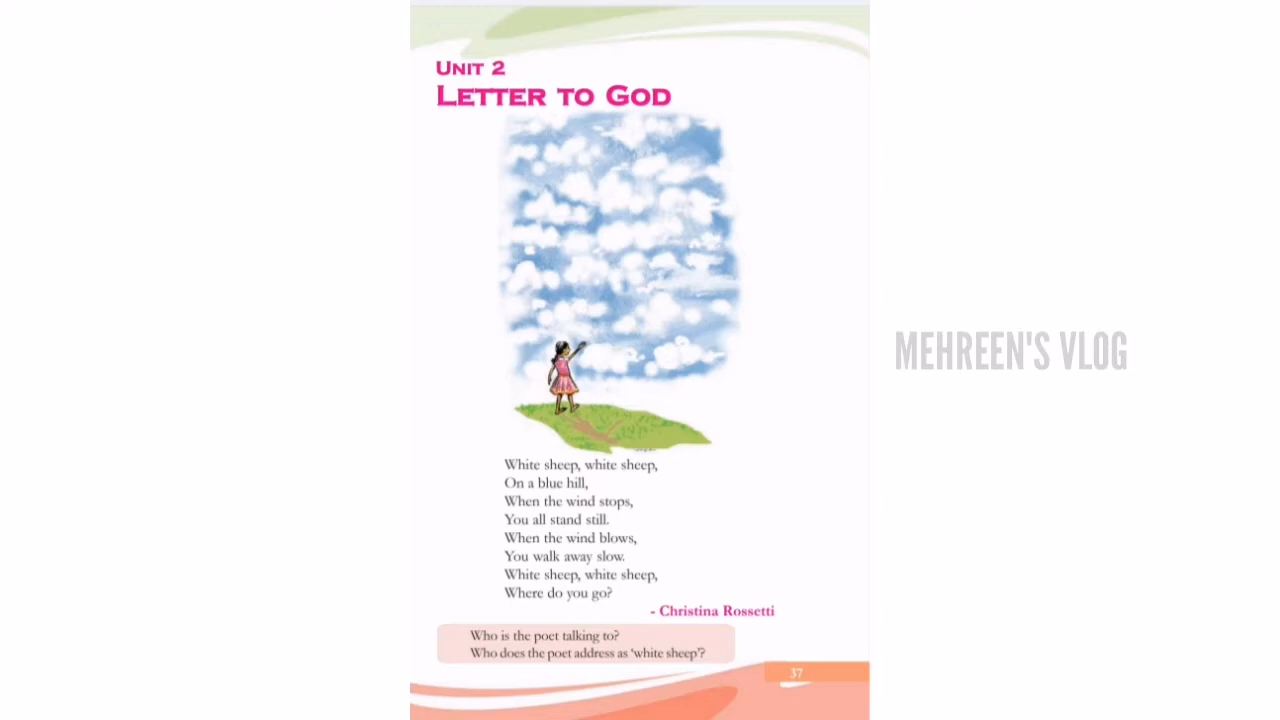 UNIT 2
LETTER TO GOD
MEHREEN'S VLOG
White sheep, white sheep,
On a blue hill,
When the wind stops,
You all stand still.
When the wind blows,
You walk away slow.
White sheep, white sheep,
Where do you go?
- Christina Rossetti
Who is the poet talking to?
Who does the poet address as 'white sheep'?
37